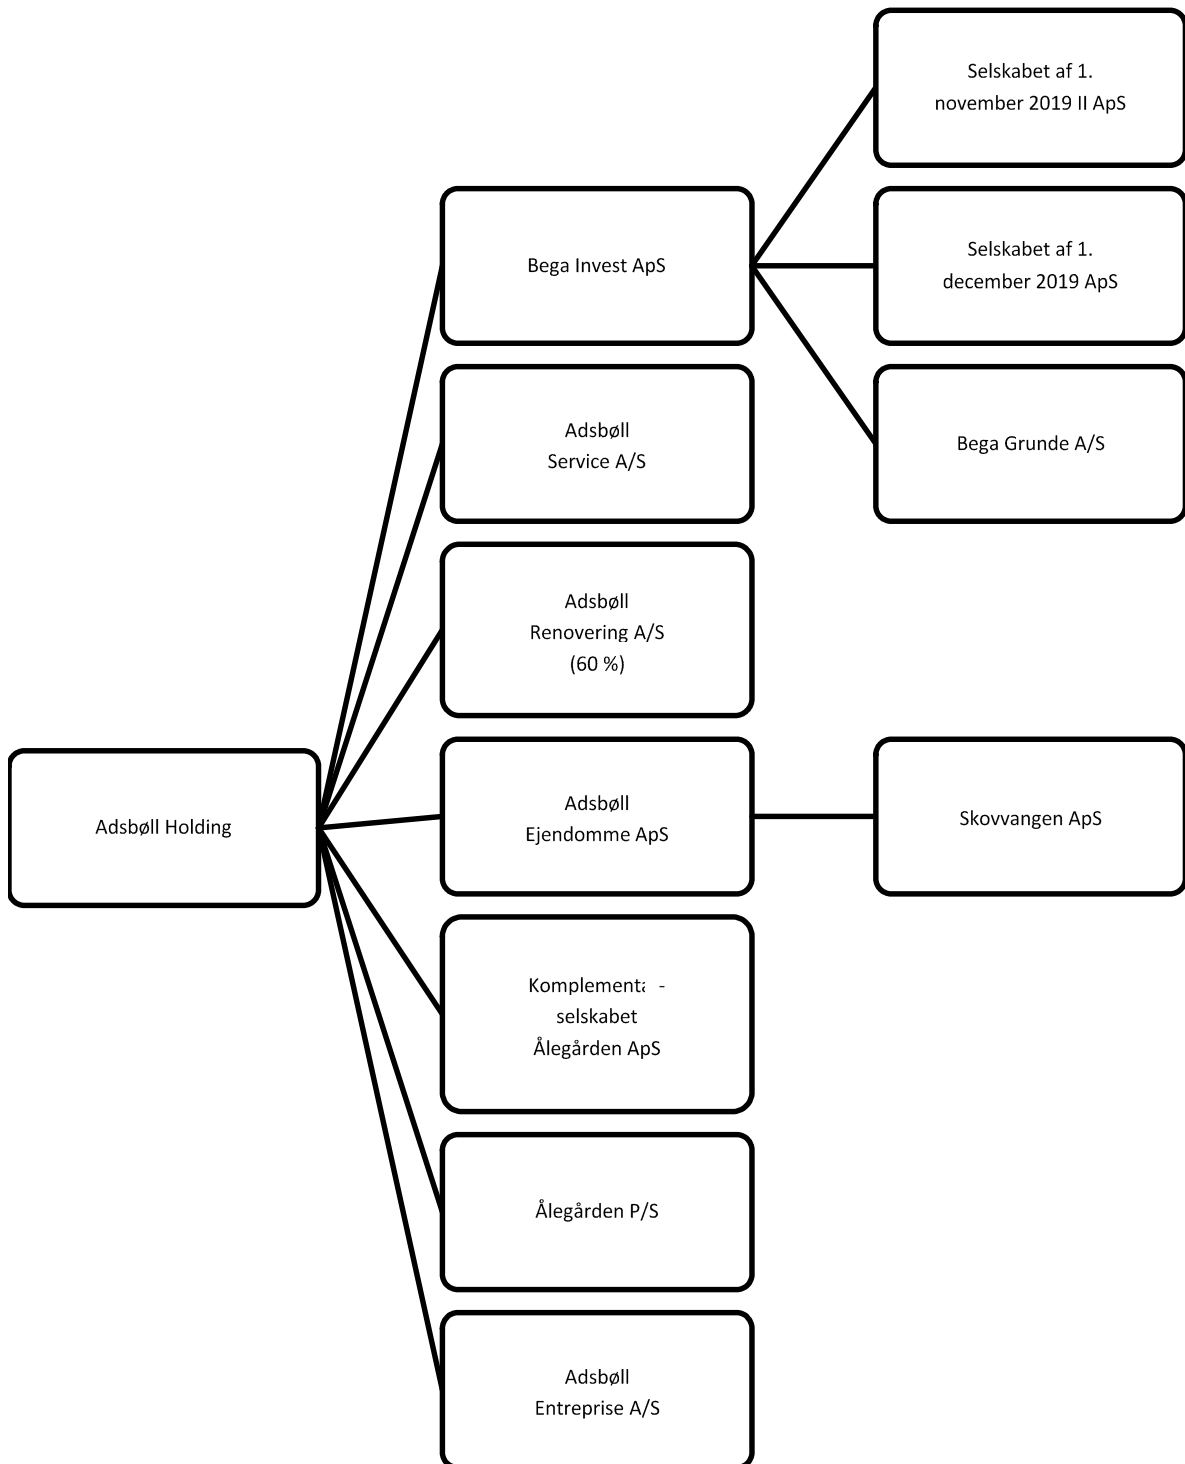 Selskabet af 1.
november 2019 II ApS
Bega Invest ApS
Selskabet af 1.
december 2019 ApS
Adsbøll
Service A/S
Bega Grunde A/S
Adsbøll
Renovering A/S
(60 %)
Adsbøll Holding
Adsbøll
Ejendomme ApS
Skovvangen ApS
selskabet
Ålegården ApS
Ålegården P/S
Adsbøll
Entreprise A/S